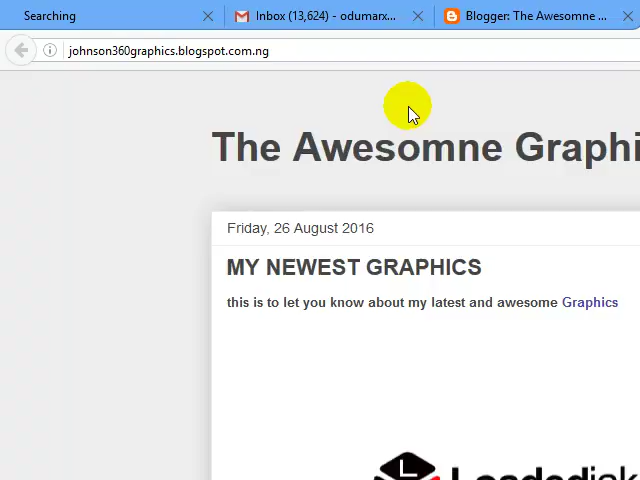 Searching
Inbox (13,624) - odumarx...
Blogger: The Awesomne ...
johnson360graphics.blogspot.com.ng
The Awesomne Graphi
Friday, 26 August 2016
MY NEWEST GRAPHICS
this is to let you know about my latest and awesome Graphics
L
Loadedisk